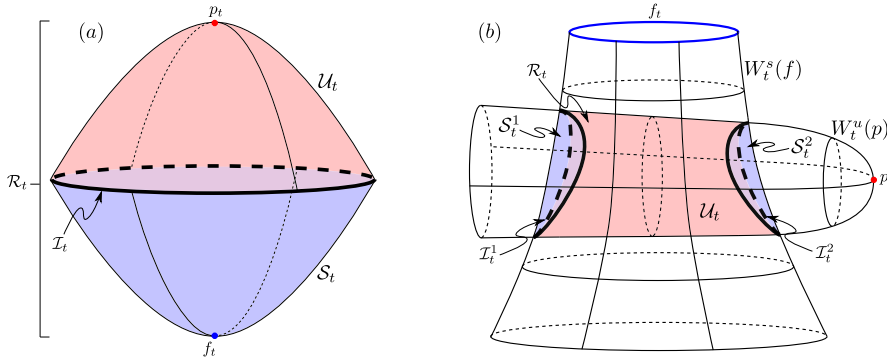 (a)
p_t
𝒰_t
ℛ_t
ℐ_t
𝒮_t
f_t
(b)
f_t
ℛ_t
W_t^s(f)
𝒮_t^1
𝒮_t^2
W_t^u(p)
p
𝒰_t
ℐ_t^1
ℐ_t^2